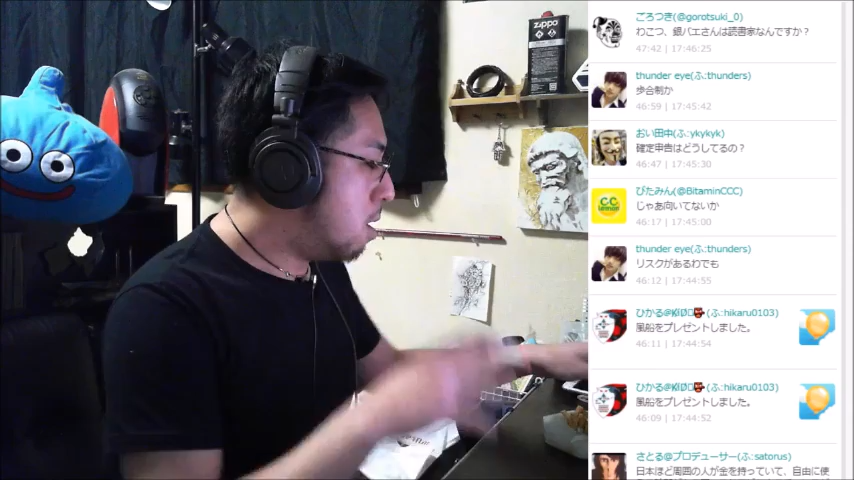 ZIPPO
ごろつき(@gorotsuki_0)
わこつ、銀バエさんは読書家なんですか？
47:42 | 17:46:25
thunder eye(ふ:thunders)
歩合制か
46:59 | 17:45:42
おい田中(ふ:ykykyk)
確定申告はどうしてるの？
46:47 | 17:45:30
ぴたみん(@BitaminCCC)
じゃあ向いてないか
46:17 | 17:45:00
thunder eye(ふ:thunders)
リスクがあるわでも
46:12 | 17:44:55
(ふ:hikaru0103)
風船をプレゼントしました。
46:11 | 17:44:54
(ふ:hikaru0103)
風船をプレゼントしました。
46:09 | 17:44:52
さとる@プロデューサー(ふ:satorus)
日本ほど周囲の人が金を持っていて、自由に使